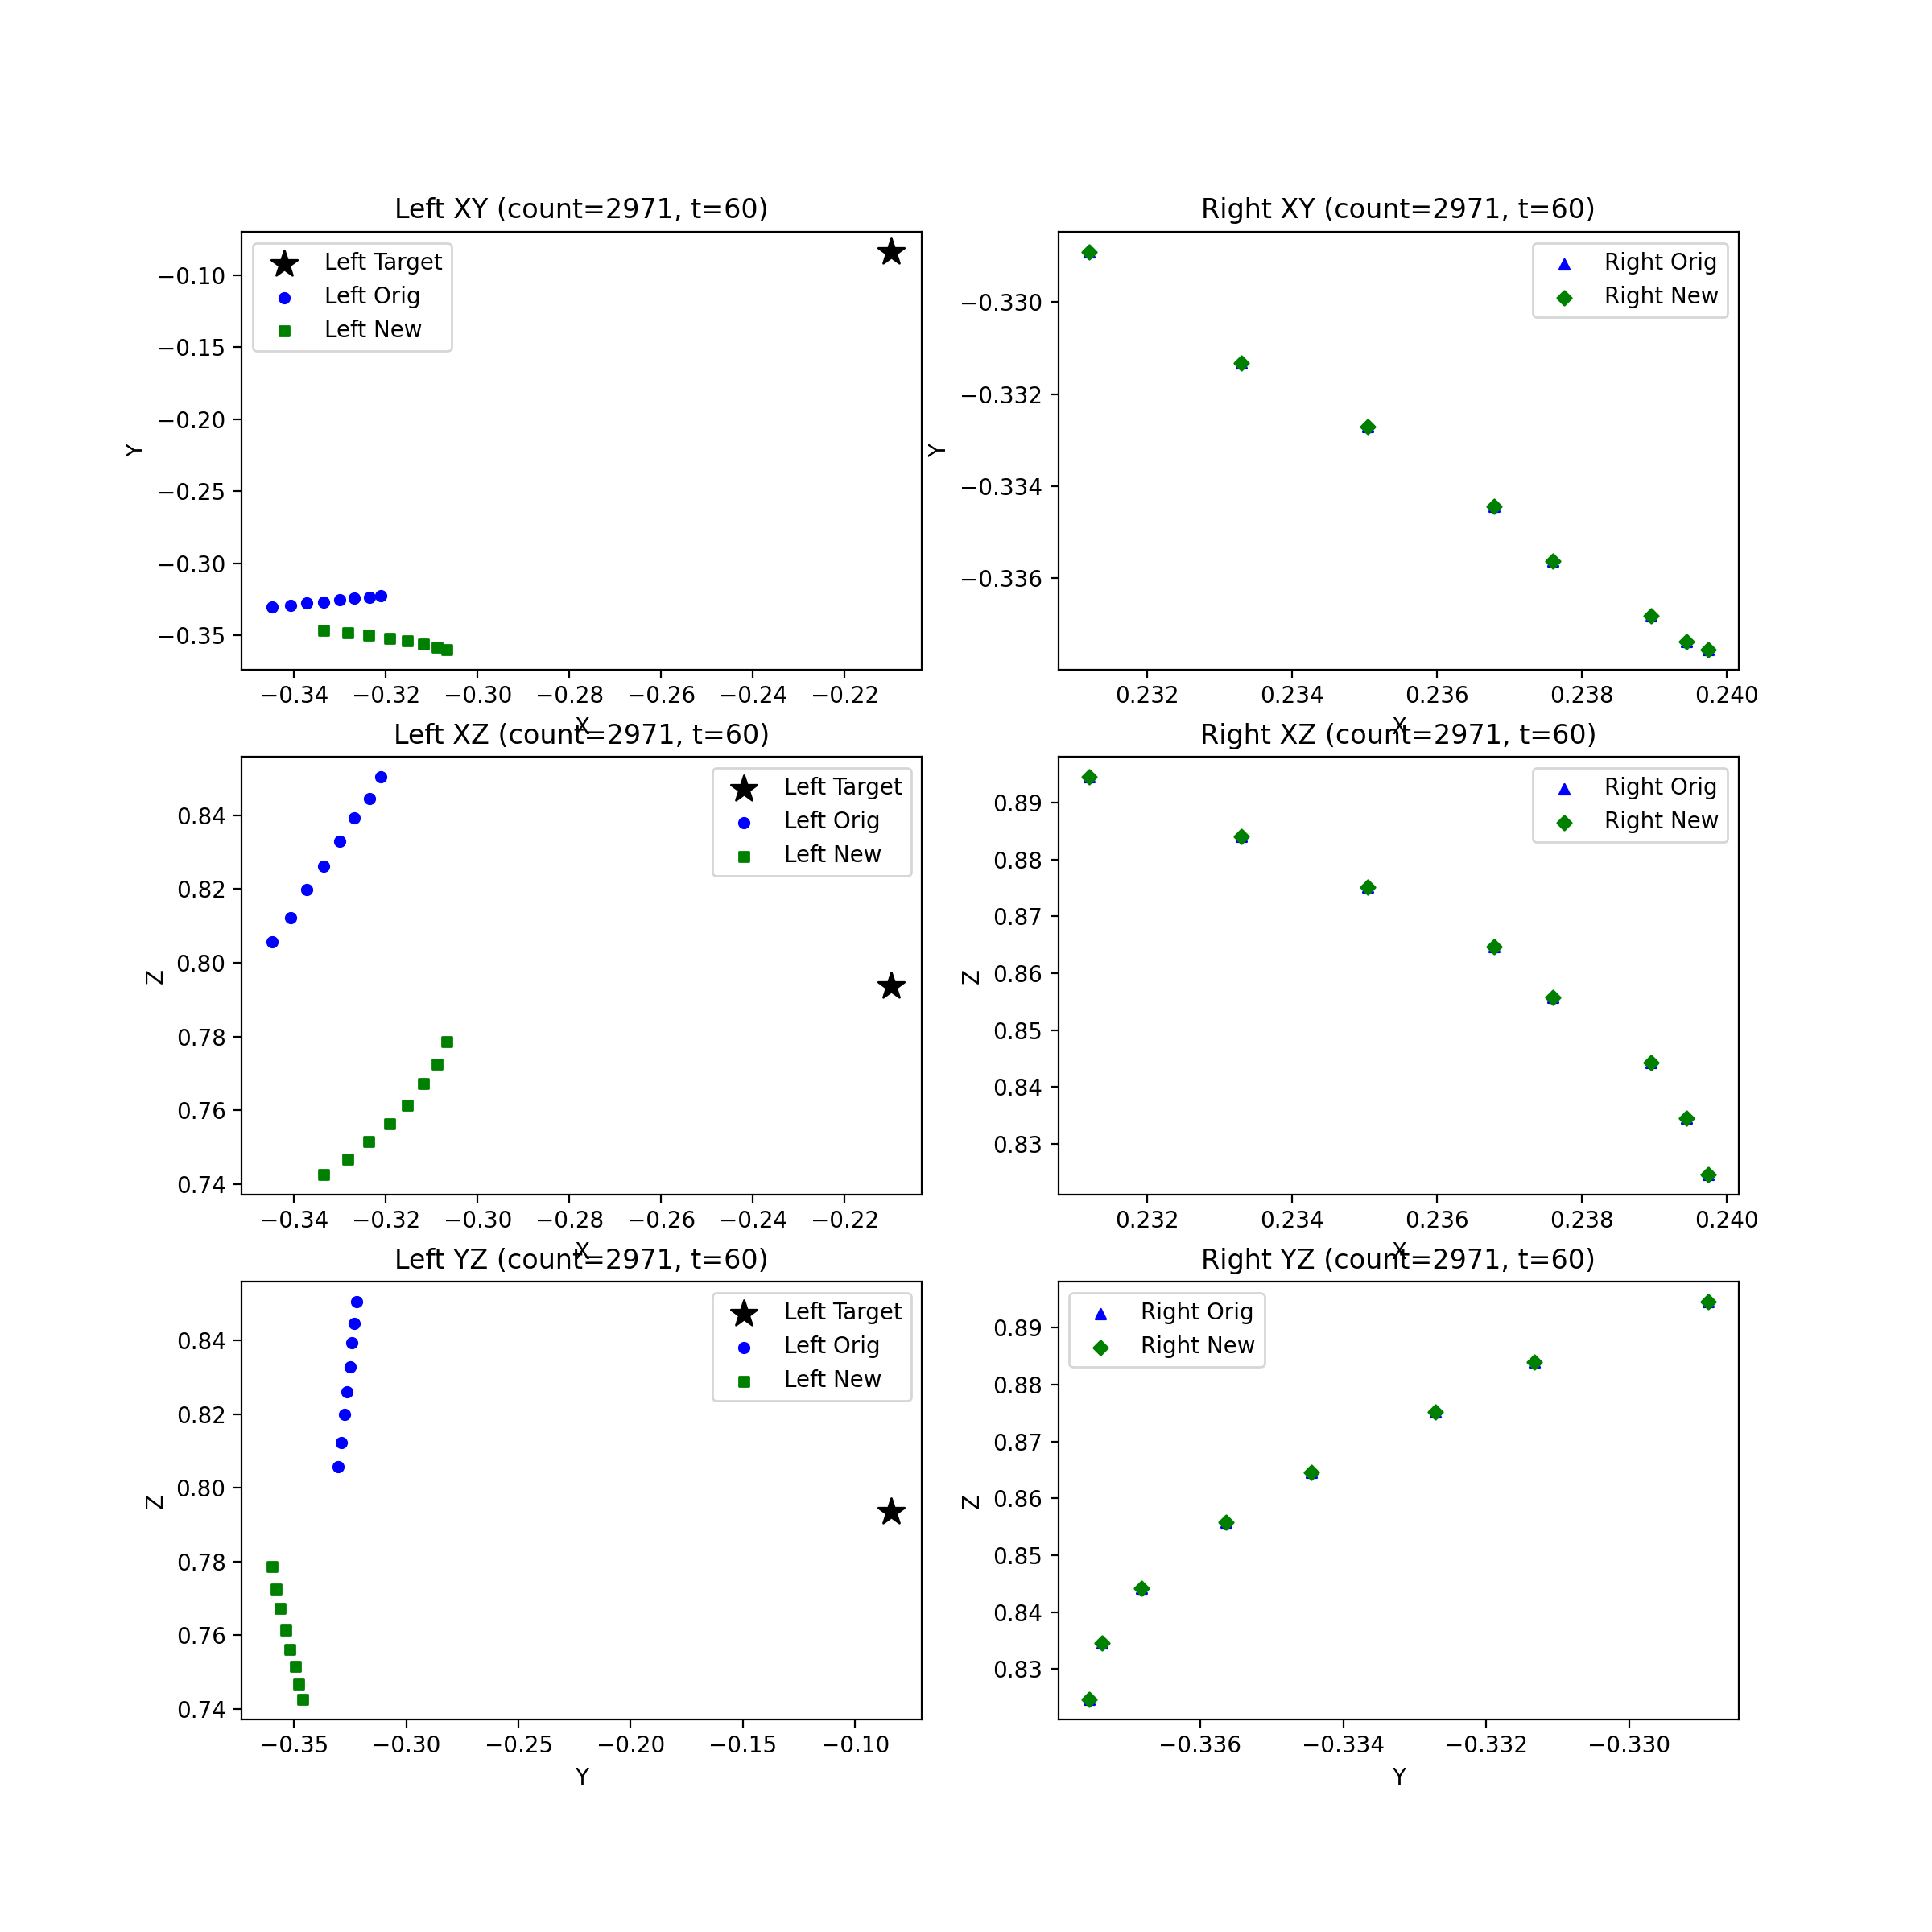 Left XY (count=2971, t=60)
Left Target
Left Orig
Left New
−0.10
−0.15
−0.20
−0.25
−0.30
−0.35
Y
−0.34
−0.32
−0.30
−0.28
−0.26
−0.24
−0.22
X
Right XY (count=2971, t=60)
Right Orig
Right New
−0.330
−0.332
−0.334
−0.336
Y
0.232
0.234
0.236
0.238
0.240
X
Left XZ (count=2971, t=60)
Left Target
Left Orig
Left New
0.84
0.82
0.80
0.78
0.76
0.74
Z
−0.34
−0.32
−0.30
−0.28
−0.26
−0.24
−0.22
X
Right XZ (count=2971, t=60)
Right Orig
Right New
0.89
0.88
0.87
0.86
0.85
0.84
0.83
Z
0.232
0.234
0.236
0.238
0.240
X
Left YZ (count=2971, t=60)
Left Target
Left Orig
Left New
0.84
0.82
0.80
0.78
0.76
0.74
Z
−0.35
−0.30
−0.25
−0.20
−0.15
−0.10
Y
Right YZ (count=2971, t=60)
Right Orig
Right New
0.89
0.88
0.87
0.86
0.85
0.84
0.83
Z
−0.336
−0.334
−0.332
−0.330
Y